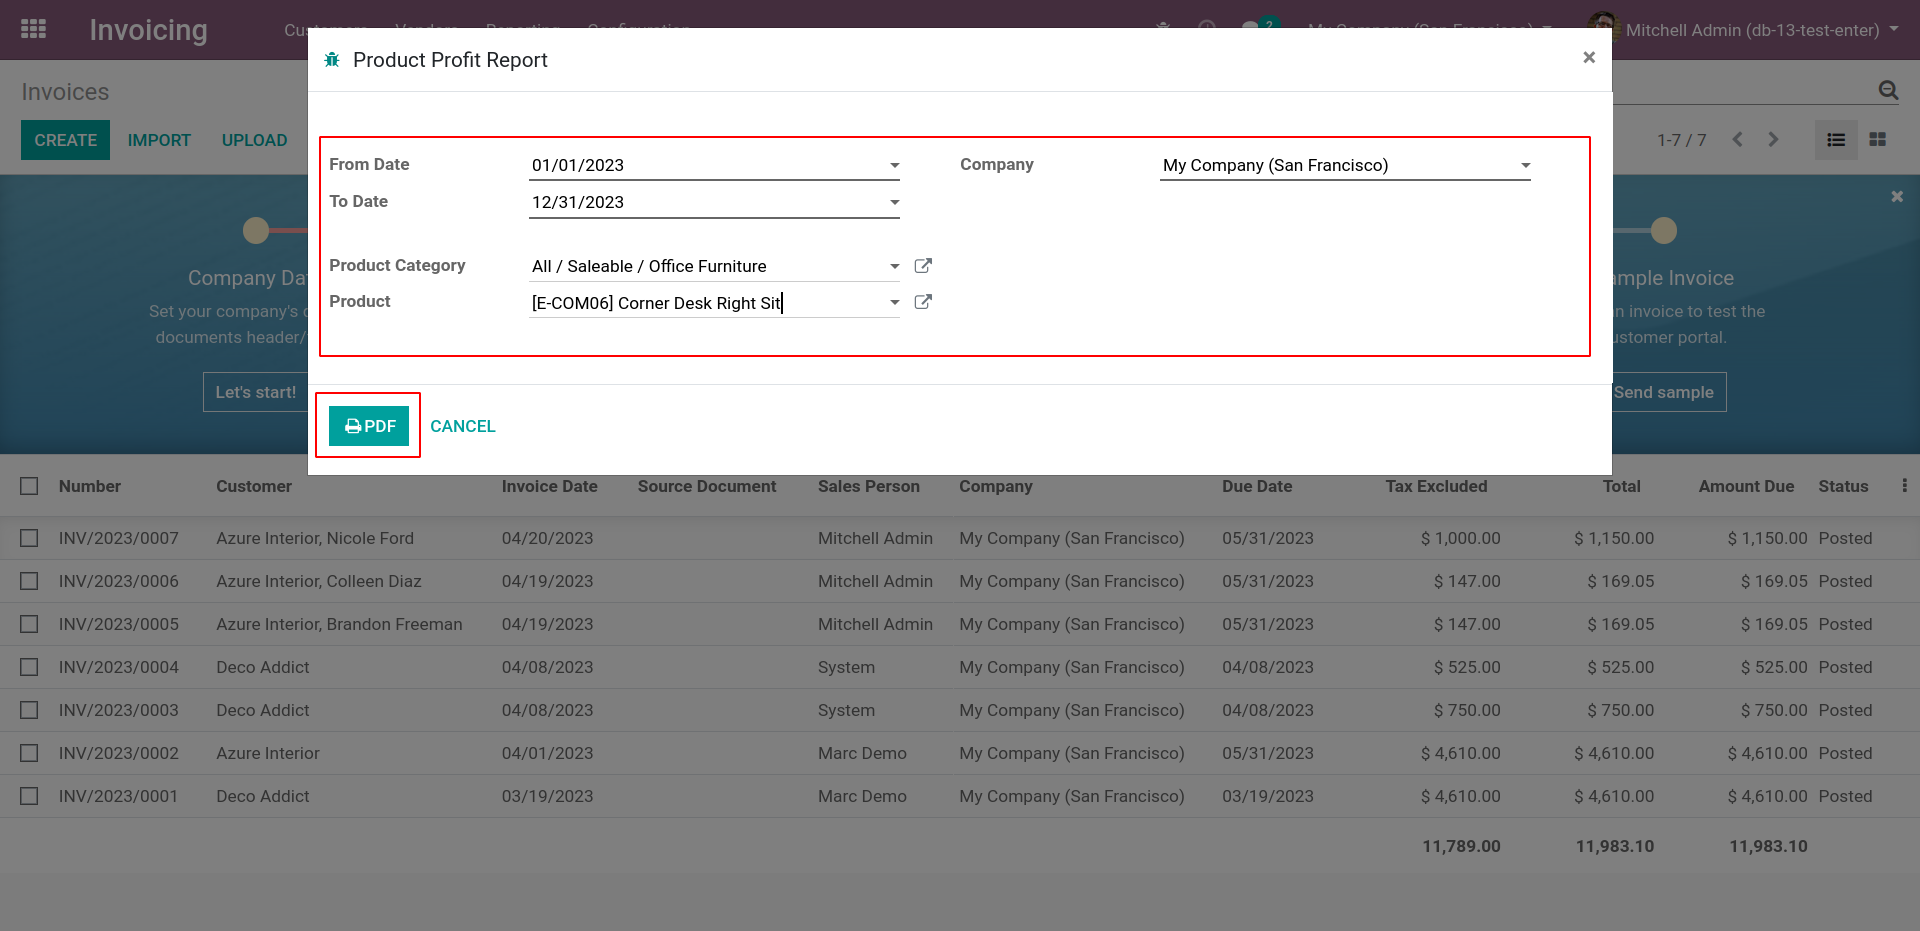 Invoicing
Mitchell Admin (db-13-test-enter)
Product Profit Report
×
Invoices
CREATE IMPORT UPLOAD
1-7 / 7
From Date 01/01/2023 Company My Company (San Francisco)
To Date 12/31/2023
Product Category All / Saleable / Office Furniture
Product [E-COM06] Corner Desk Right Sit
Company
Set your company's
documents header/
Let's start!
Invoice
invoice to test the
portal.
Send sample
PDF CANCEL
Number Customer Invoice Date Source Document Sales Person Company Due Date Tax Excluded Total Amount Due Status
INV/2023/0007 Azure Interior, Nicole Ford 04/20/2023 Mitchell Admin My Company (San Francisco) 05/31/2023 $ 1,000.00 $ 1,150.00 $ 1,150.00 Posted
INV/2023/0006 Azure Interior, Colleen Diaz 04/19/2023 Mitchell Admin My Company (San Francisco) 05/31/2023 $ 147.00 $ 169.05 $ 169.05 Posted
INV/2023/0005 Azure Interior, Brandon Freeman 04/19/2023 Mitchell Admin My Company (San Francisco) 05/31/2023 $ 147.00 $ 169.05 $ 169.05 Posted
INV/2023/0004 Deco Addict 04/08/2023 System My Company (San Francisco) 04/08/2023 $ 525.00 $ 525.00 $ 525.00 Posted
INV/2023/0003 Deco Addict 04/08/2023 System My Company (San Francisco) 04/08/2023 $ 750.00 $ 750.00 $ 750.00 Posted
INV/2023/0002 Azure Interior 04/01/2023 Marc Demo My Company (San Francisco) 05/31/2023 $ 4,610.00 $ 4,610.00 $ 4,610.00 Posted
INV/2023/0001 Deco Addict 03/19/2023 Marc Demo My Company (San Francisco) 03/19/2023 $ 4,610.00 $ 4,610.00 $ 4,610.00 Posted
11,789.00 11,983.10 11,983.10